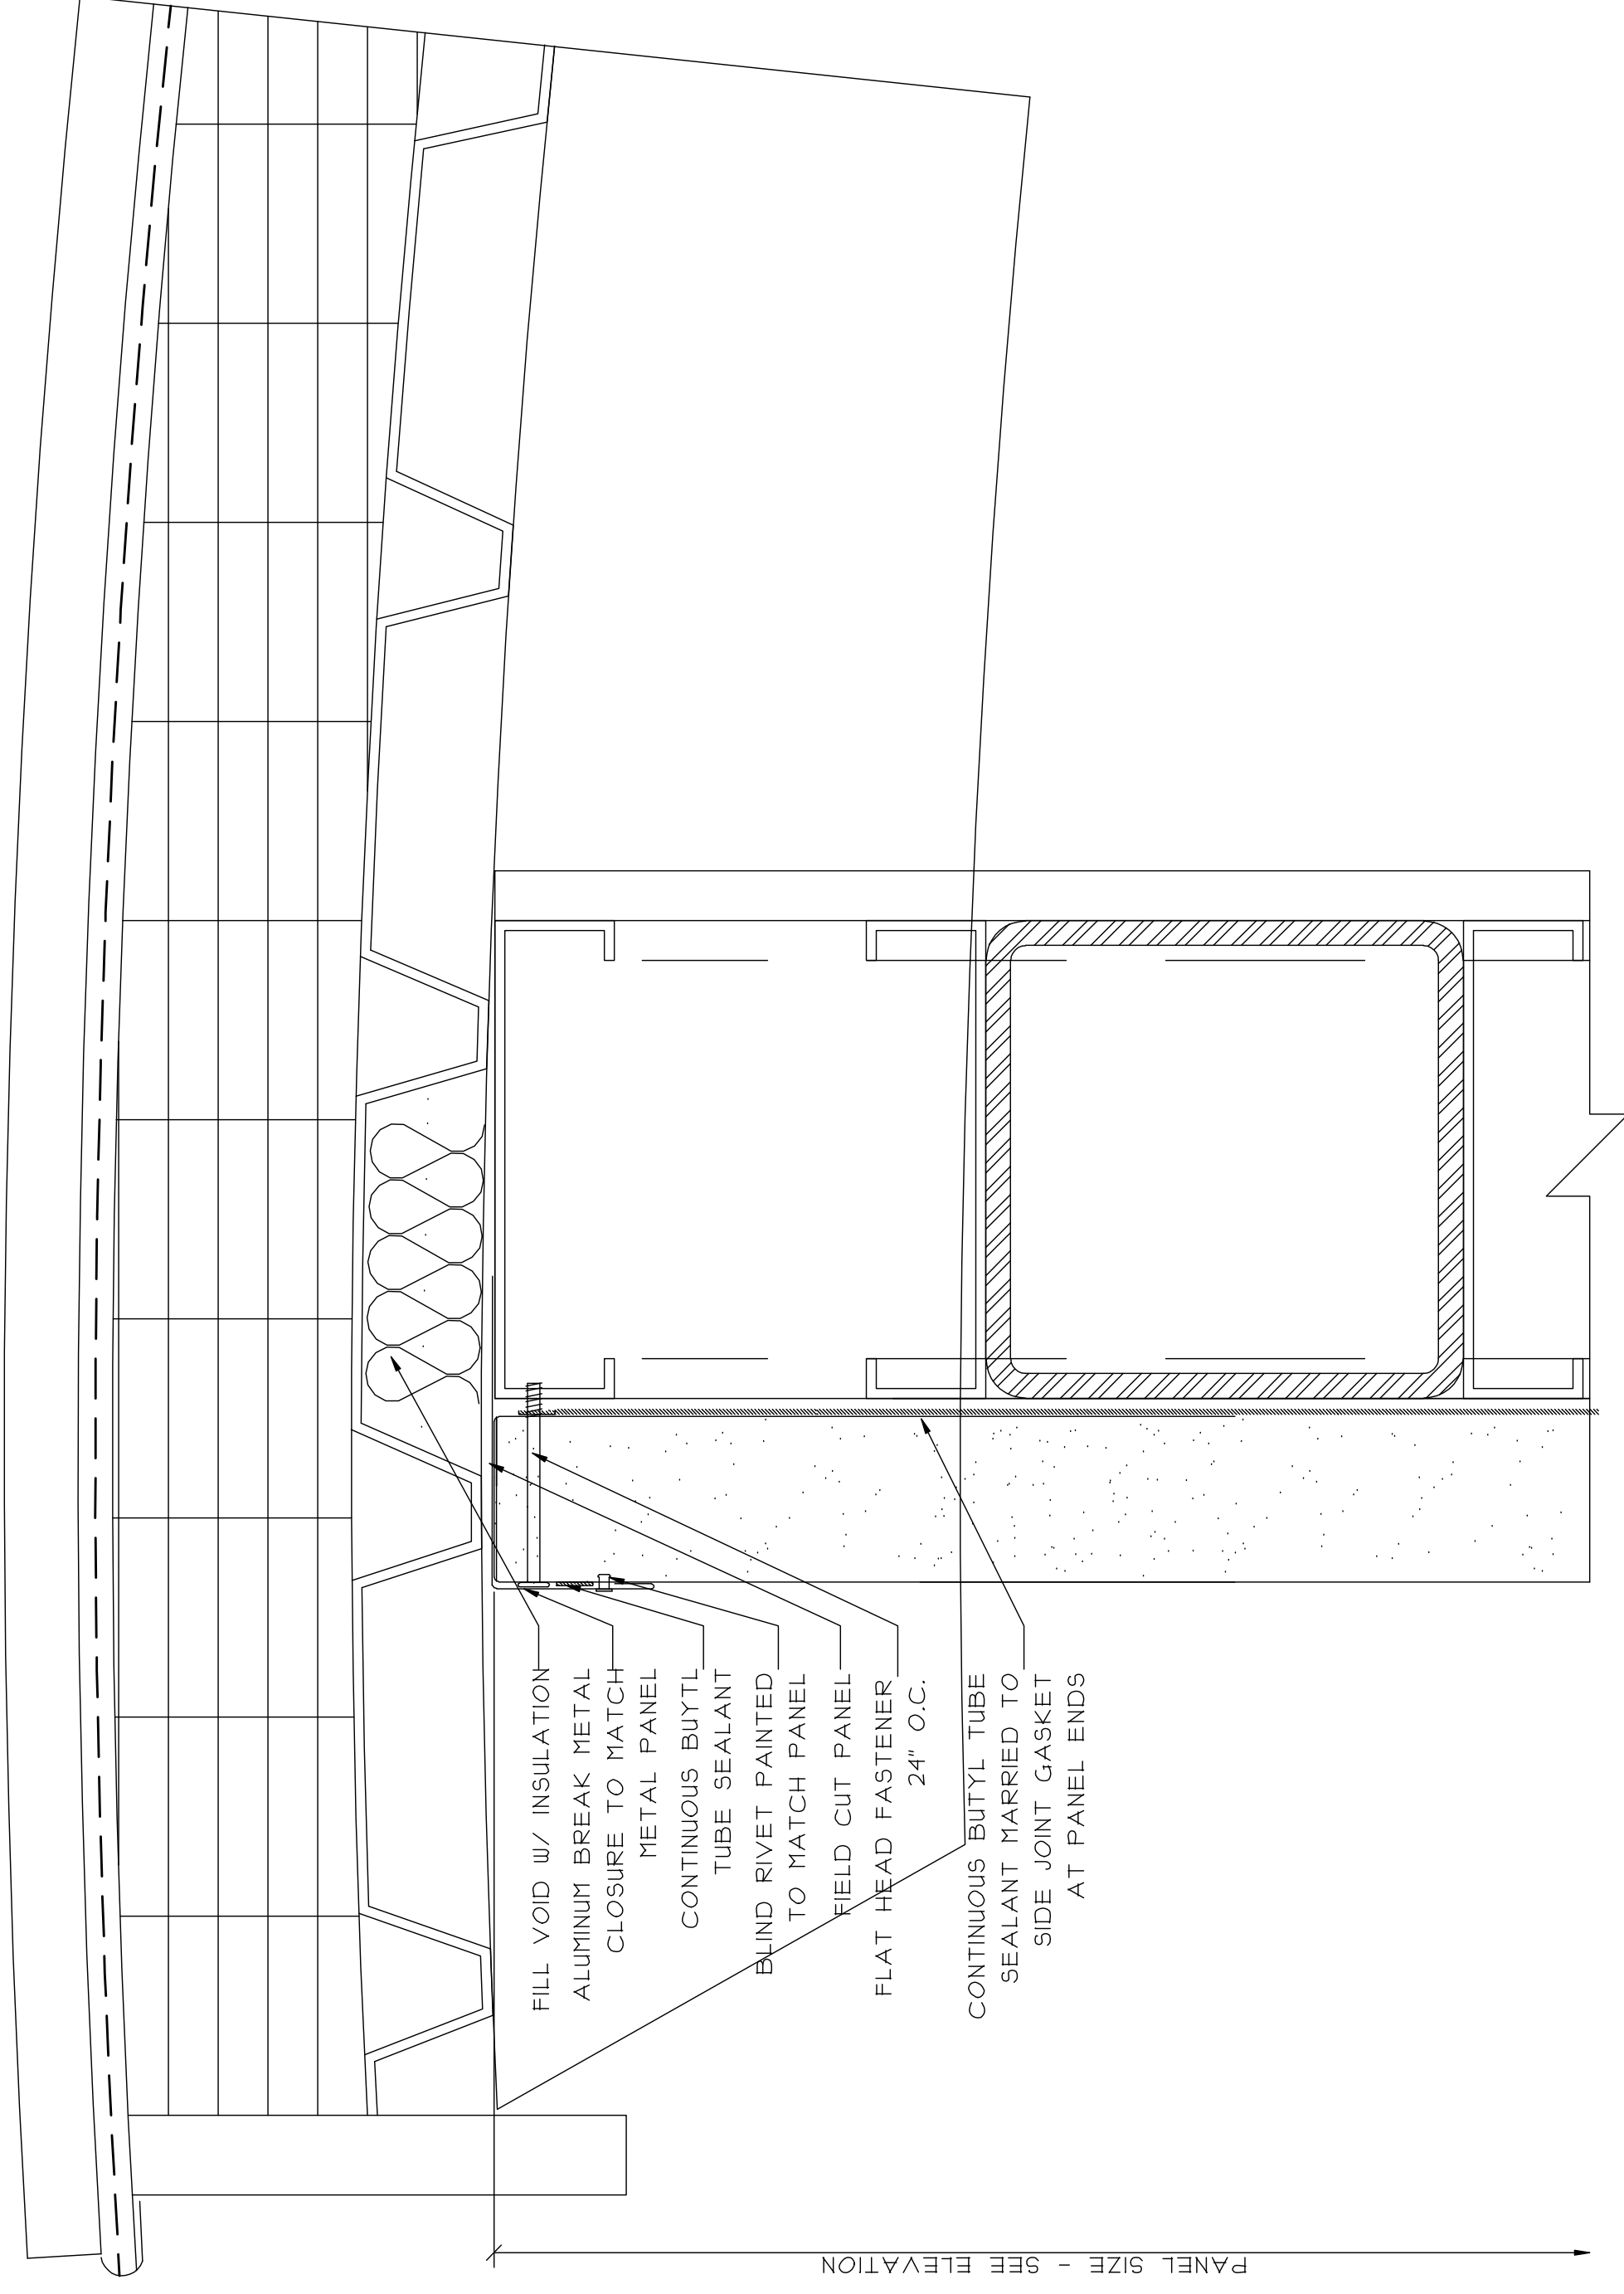 FILL VOID W/ INSULATION
ALUMINUM BREAK METAL
CLOSURE TO MATCH
METAL PANEL
CONTINUOUS BUYTL
TUBE SEALANT
BLIND RIVET PAINTED
TO MATCH PANEL
FIELD CUT PANEL
FLAT HEAD FASTENER
24" O.C.
CONTINUOUS BUTYL TUBE
SEALANT MARRIED TO
SIDE JOINT GASKET
AT PANEL ENDS
PANEL SIZE - SEE ELEVATION